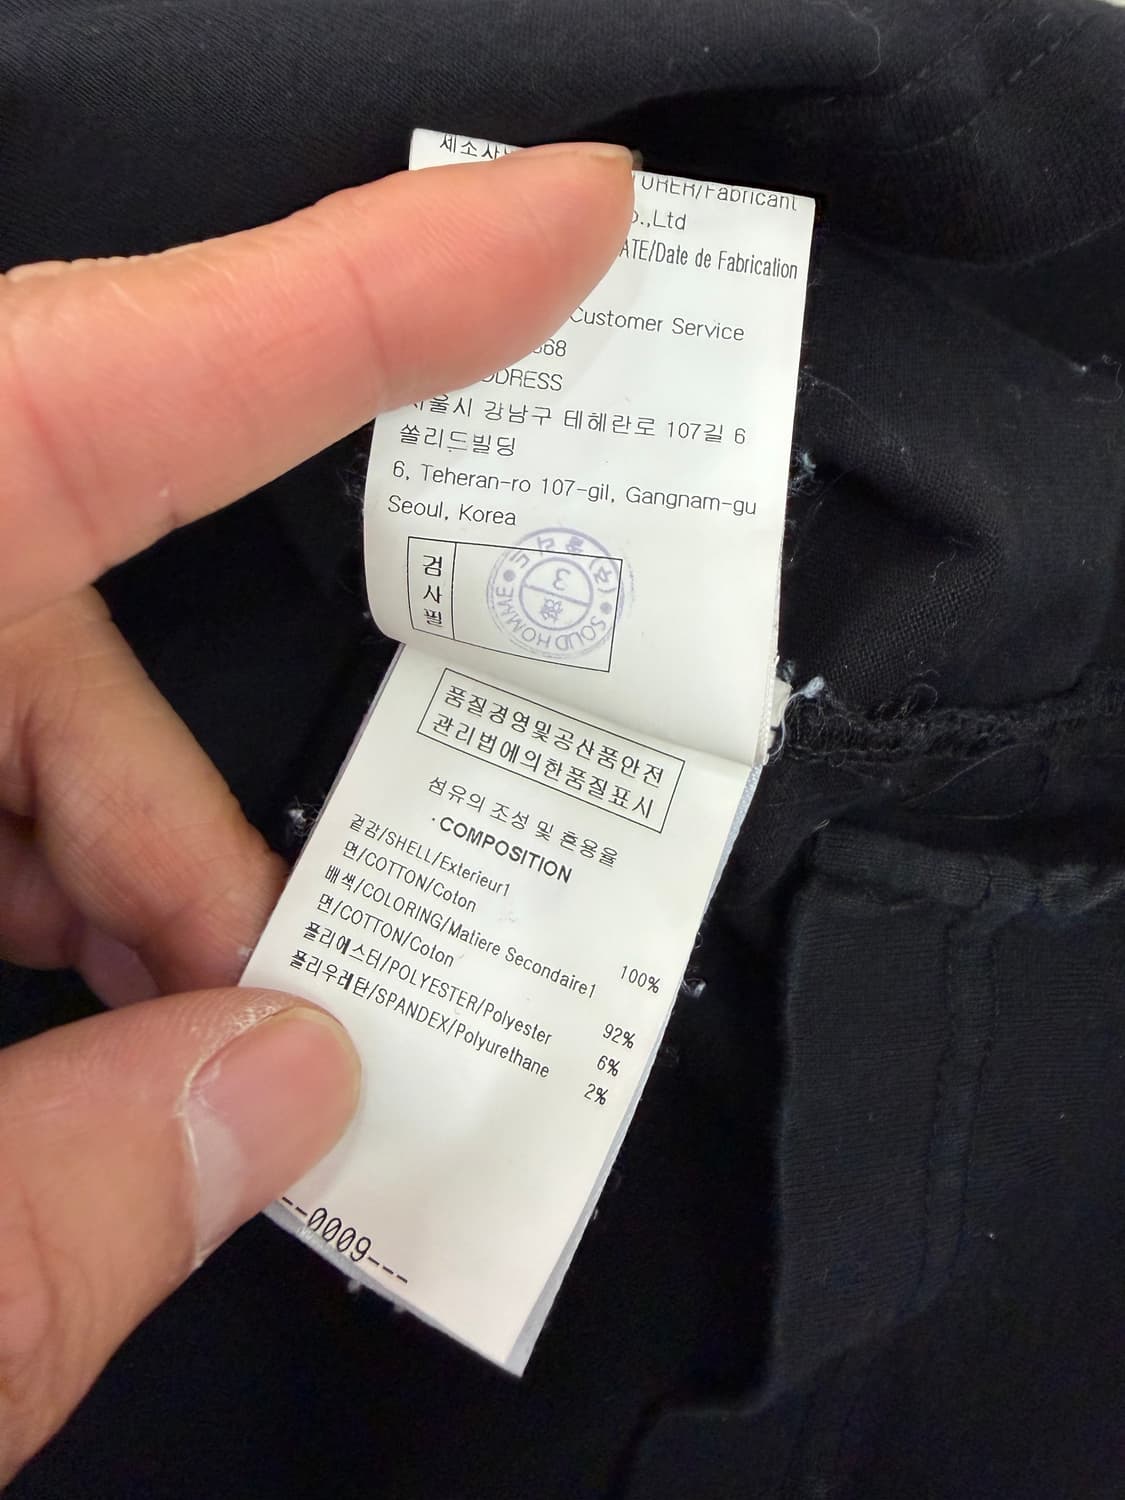 제조사
URER/Fabricant
o.,Ltd
ATE/Date de Fabrication
Customer Service
68
DDRESS
서울시 강남구 테헤란로 107길 6
쏠리드빌딩
6, Teheran-ro 107-gil, Gangnam-gu
Seoul, Korea
검사필
3
SOLID HOMME
품질경영및공산품안전
관리법에의한품질표시
섬유의 조성 및 혼용율
·COMPOSITION
겉감/SHELL/Exterieur1
면/COTTON/Coton 100%
배색/COLORING/Matiere Secondaire1
면/COTTON/Coton 92%
폴리에스터/POLYESTER/Polyester 6%
폴리우레탄/SPANDEX/Polyurethane 2%
--0009---